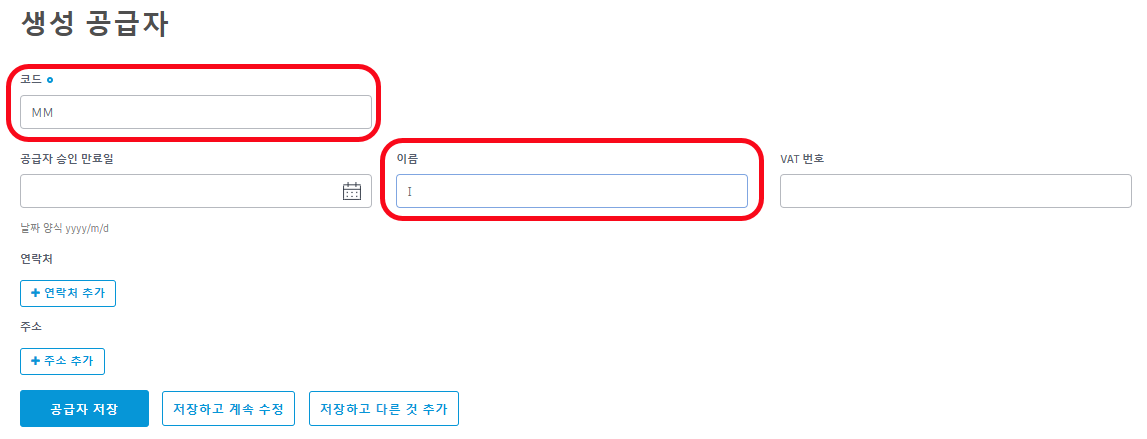 생성 공급자
코드
MM
공급자 승인 만료일
이름
VAT 번호
I
날짜 양식 yyyy/m/d
연락처
+ 연락처 추가
주소
+ 주소 추가
공급자 저장
저장하고 계속 수정
저장하고 다른 것 추가